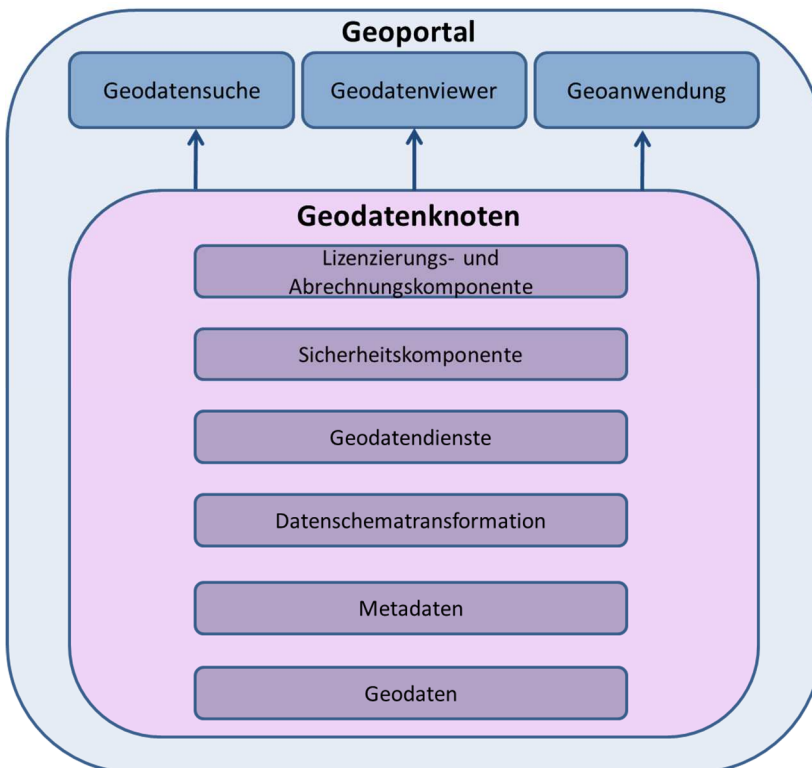 Geoportal
Geodatensuche
Geodatenviewer
Geoanwendung
Geodatenknoten
Lizenzierungs- und
Abrechnungskomponente
Sicherheitskomponente
Geodatendienste
Datenschematransformation
Metadaten
Geodaten